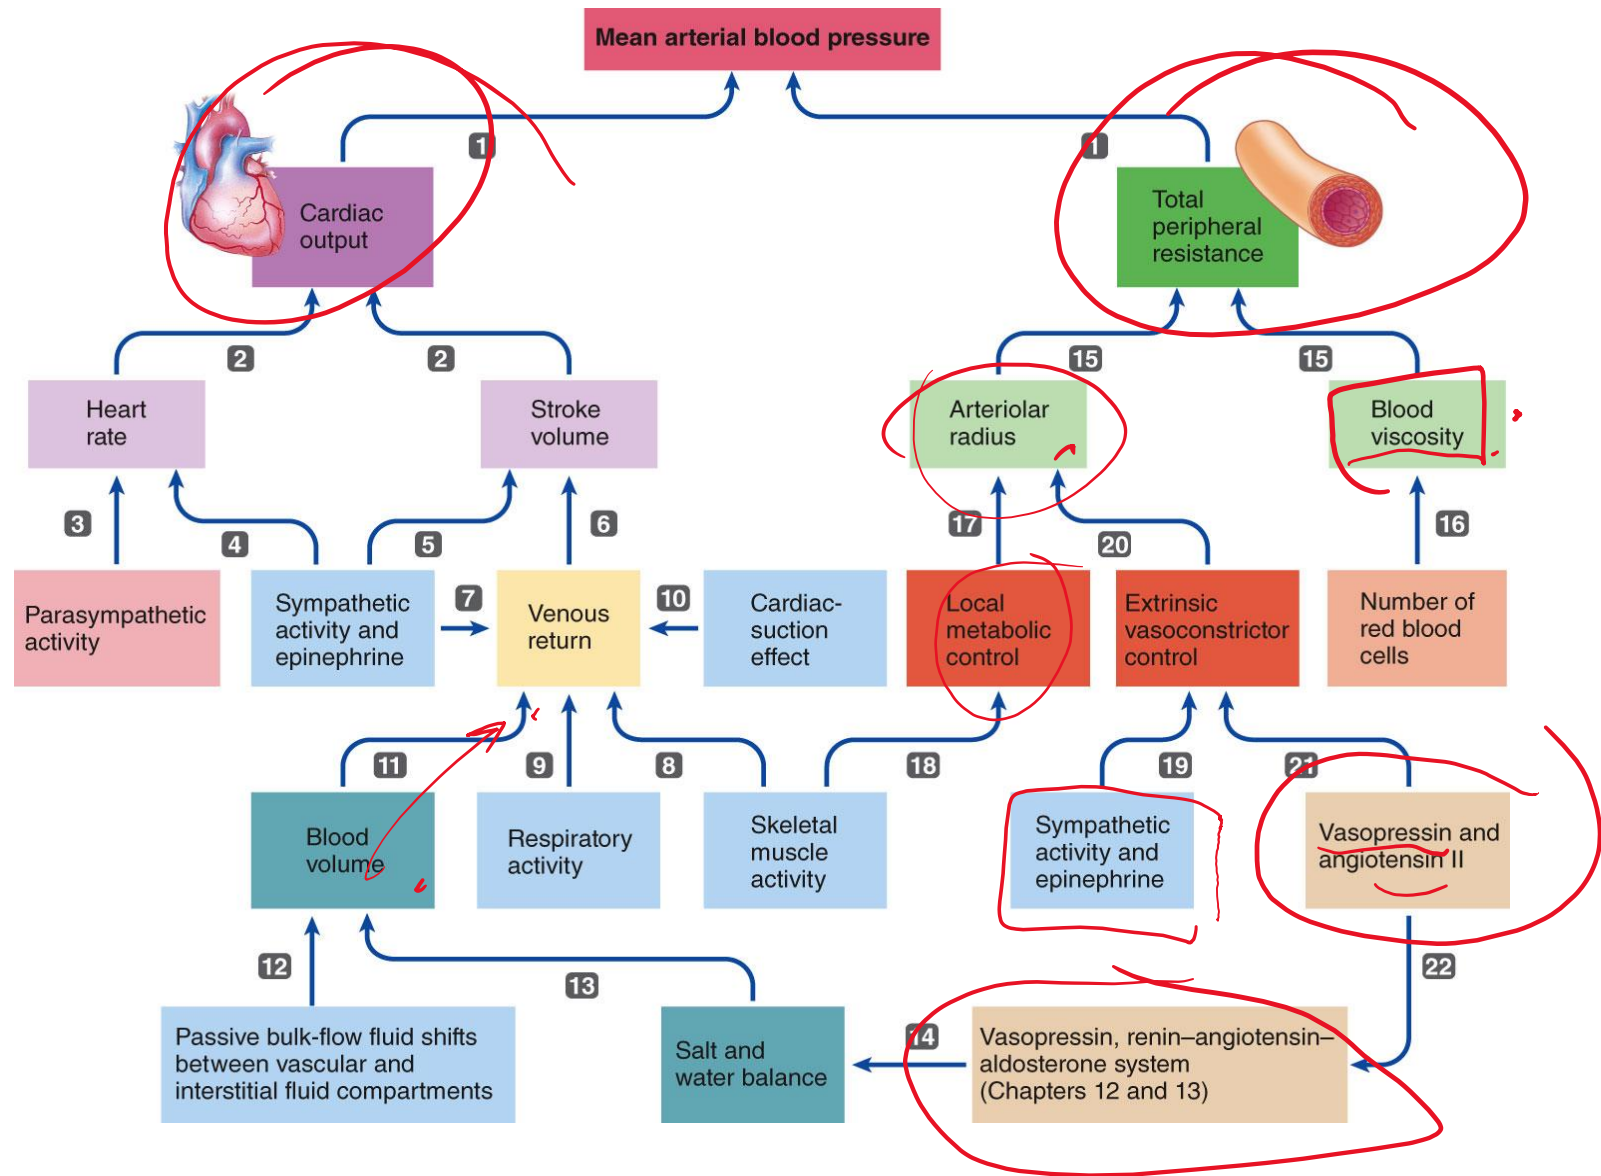 Mean arterial blood pressure
1
1
Cardiac
output
Total
peripheral
resistance
2
2
15
15
Heart
rate
Stroke
volume
Arteriolar
radius
Blood
viscosity
3
4
5
6
17
20
16
Parasympathetic
activity
Sympathetic
activity and
epinephrine
7
Venous
return
10
Cardiac-
suction
effect
Local
metabolic
control
Extrinsic
vasoconstrictor
control
Number of
red blood
cells
11
9
8
18
19
21
Blood
volume
Respiratory
activity
Skeletal
muscle
activity
Sympathetic
activity and
epinephrine
Vasopressin and
angiotensin II
12
13
22
Passive bulk-flow fluid shifts
between vascular and
interstitial fluid compartments
Salt and
water balance
14
Vasopressin, renin–angiotensin–
aldosterone system
(Chapters 12 and 13)